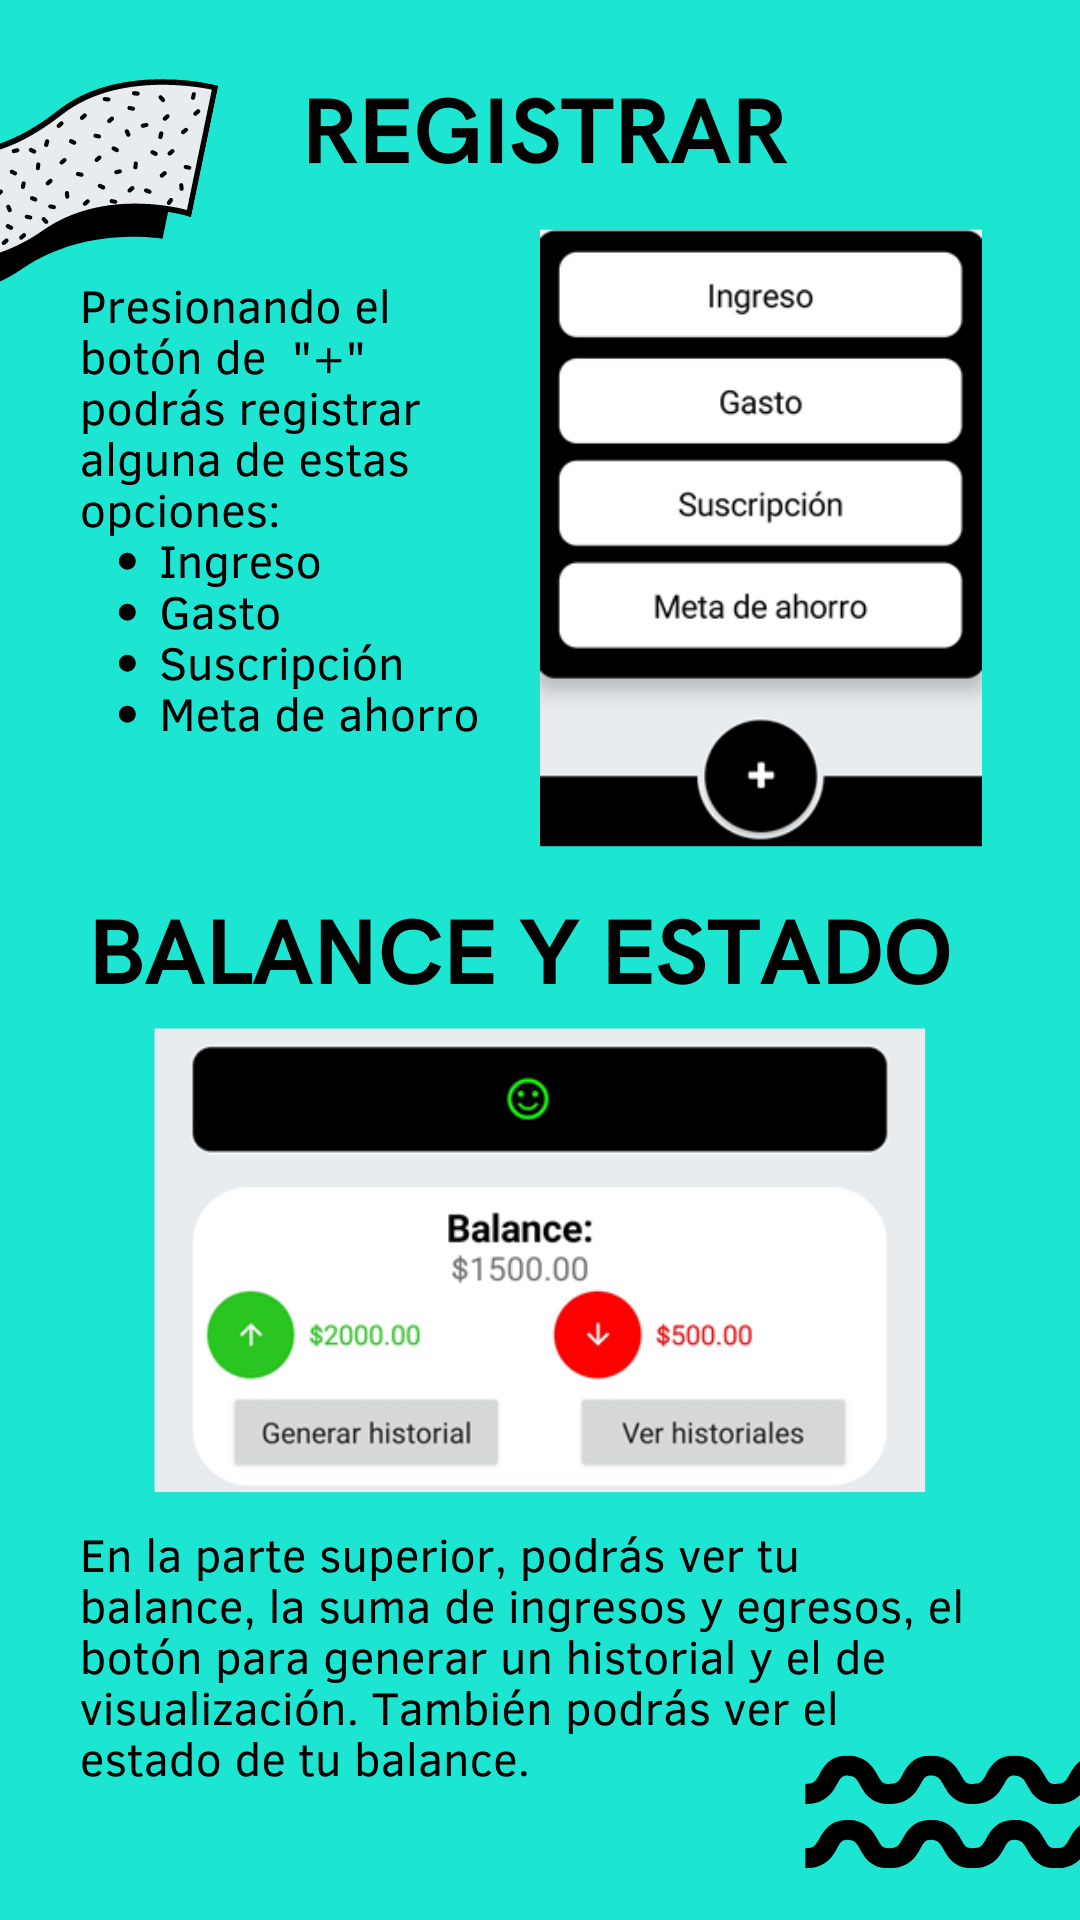 REGISTRAR
Presionando el
botón de "+"
podrás registrar
alguna de estas
opciones:
• Ingreso
• Gasto
• Suscripción
• Meta de ahorro
Ingreso
Gasto
Suscripción
Meta de ahorro
+
BALANCE Y ESTADO
Balance:
$1500.00
$2000.00 $500.00
Generar historial Ver historiales
En la parte superior, podrás ver tu
balance, la suma de ingresos y egresos, el
botón para generar un historial y el de
visualización. También podrás ver el
estado de tu balance.